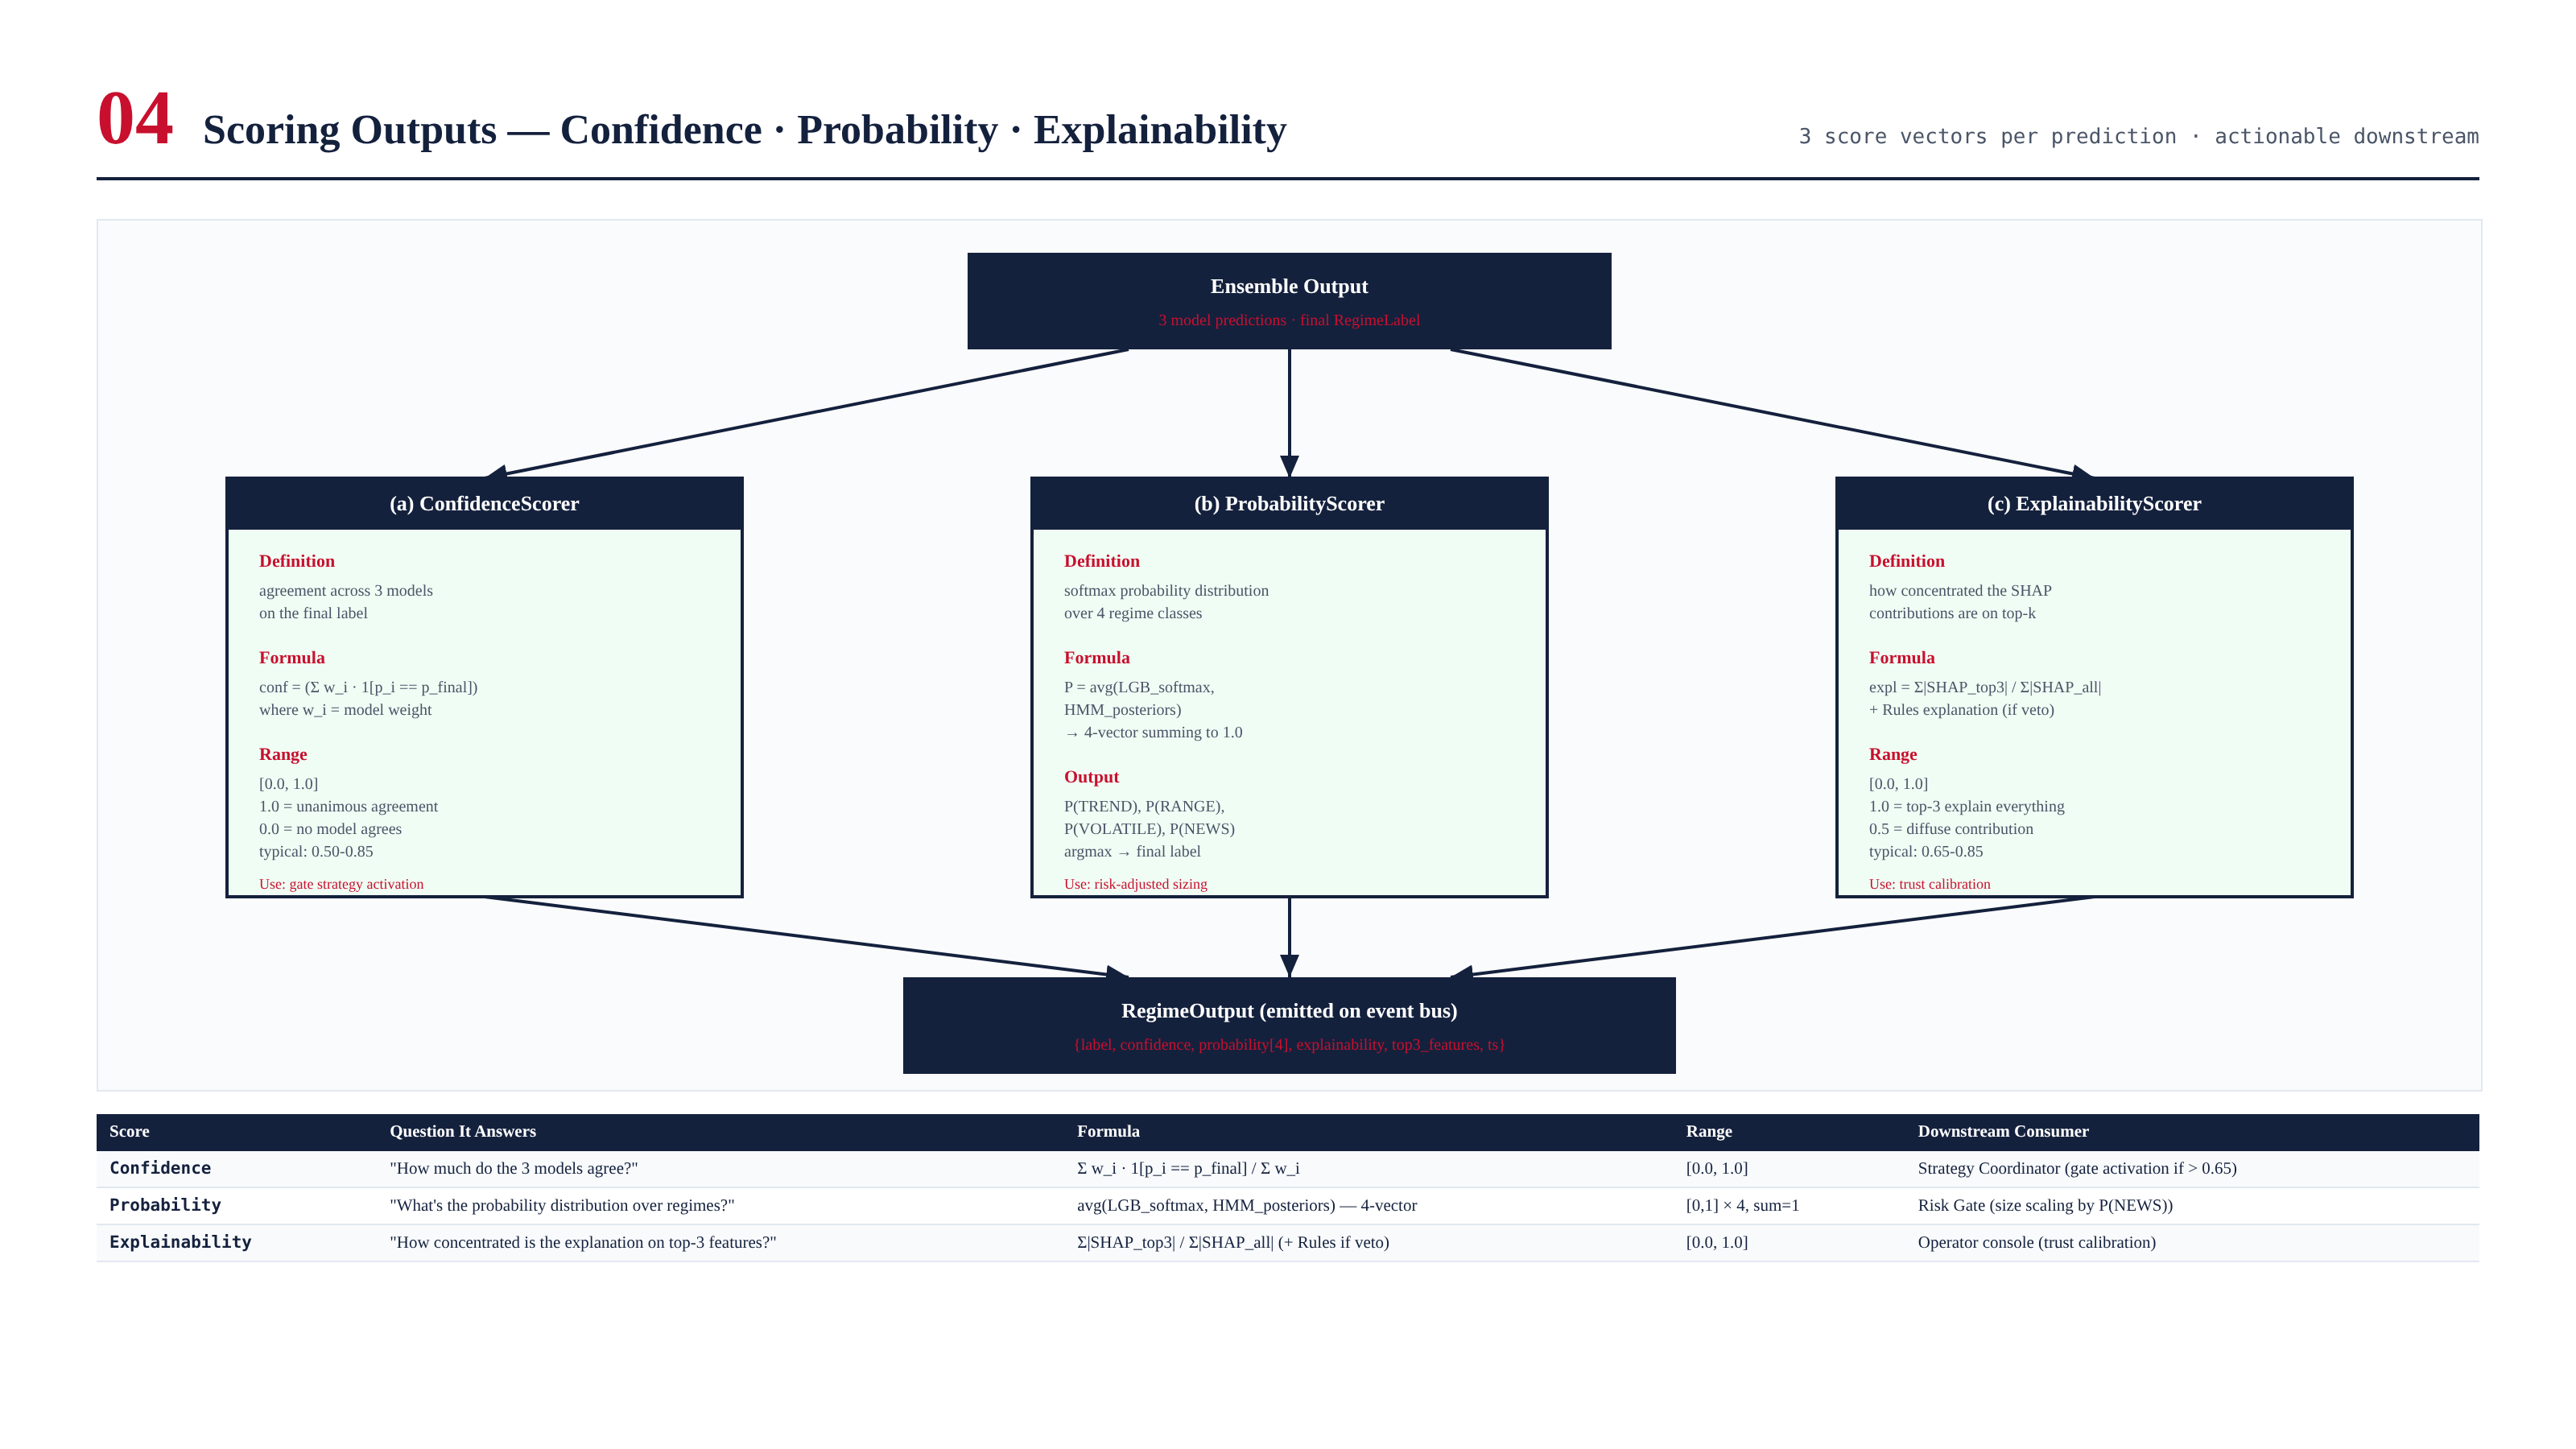 04 Scoring Outputs — Confidence · Probability · Explainability
3 score vectors per prediction · actionable downstream
Ensemble Output
3 model predictions · final RegimeLabel
(a) ConfidenceScorer
Definition
agreement across 3 models
on the final label
Formula
conf = (Σ w_i · 1[p_i == p_final])
where w_i = model weight
Range
[0.0, 1.0]
1.0 = unanimous agreement
0.0 = no model agrees
typical: 0.50-0.85
Use: gate strategy activation
(b) ProbabilityScorer
Definition
softmax probability distribution
over 4 regime classes
Formula
P = avg(LGB_softmax,
HMM_posteriors)
→ 4-vector summing to 1.0
Output
P(TREND), P(RANGE),
P(VOLATILE), P(NEWS)
argmax → final label
Use: risk-adjusted sizing
(c) ExplainabilityScorer
Definition
how concentrated the SHAP
contributions are on top-k
Formula
expl = Σ|SHAP_top3| / Σ|SHAP_all|
+ Rules explanation (if veto)
Range
[0.0, 1.0]
1.0 = top-3 explain everything
0.5 = diffuse contribution
typical: 0.65-0.85
Use: trust calibration
RegimeOutput (emitted on event bus)
{label, confidence, probability[4], explainability, top3_features, ts}
Score Question It Answers Formula Range Downstream Consumer
Confidence "How much do the 3 models agree?" Σ w_i · 1[p_i == p_final] / Σ w_i [0.0, 1.0] Strategy Coordinator (gate activation if > 0.65)
Probability "What's the probability distribution over regimes?" avg(LGB_softmax, HMM_posteriors) — 4-vector [0,1] × 4, sum=1 Risk Gate (size scaling by P(NEWS))
Explainability "How concentrated is the explanation on top-3 features?" Σ|SHAP_top3| / Σ|SHAP_all| (+ Rules if veto) [0.0, 1.0] Operator console (trust calibration)